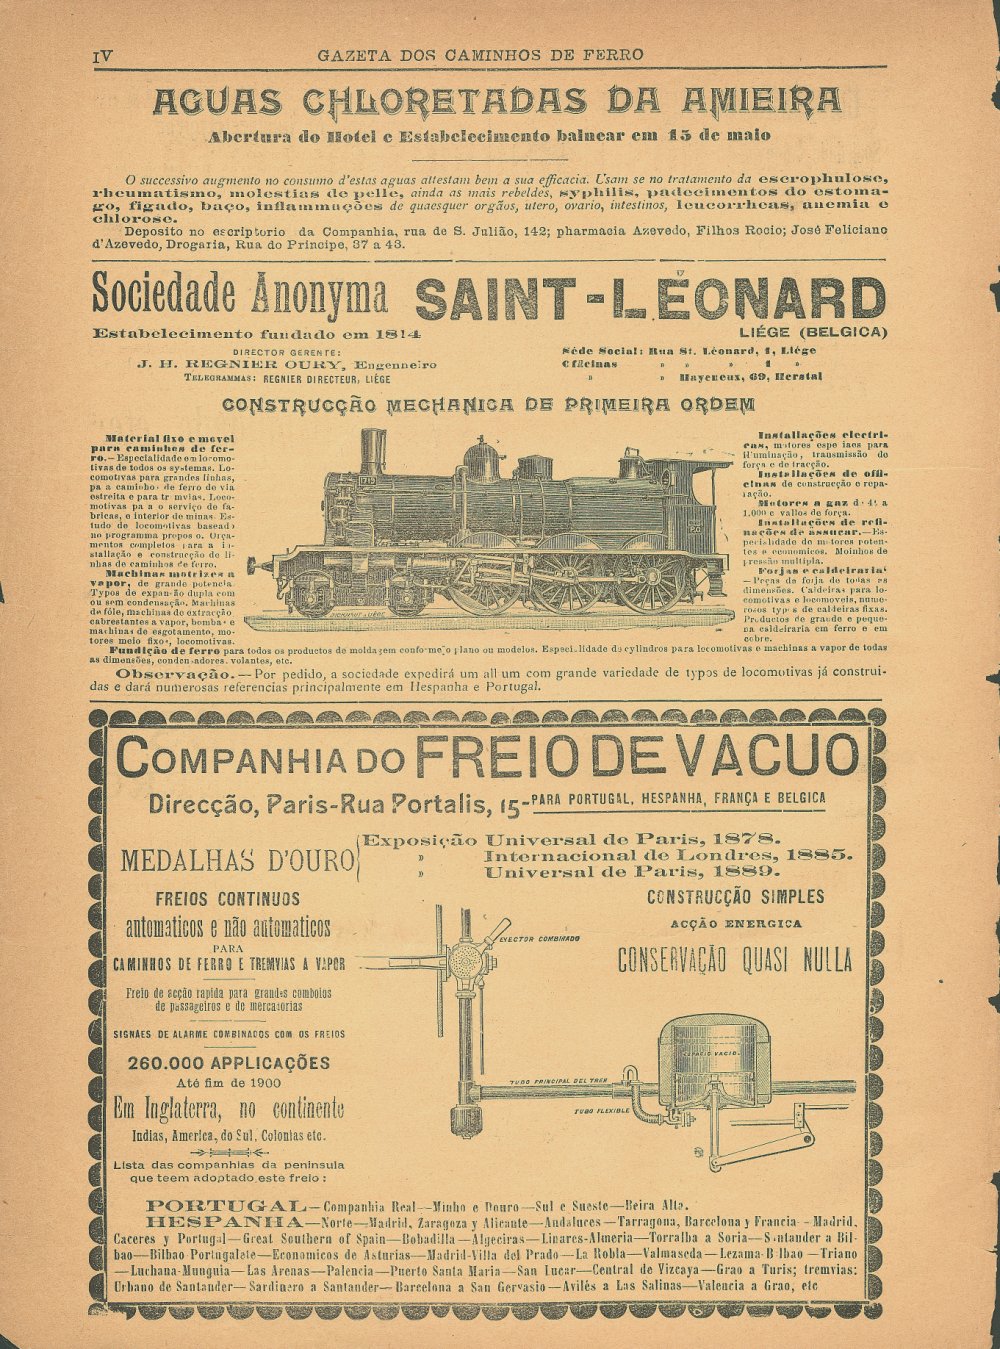 IV
GAZETA DOS CAMINHOS DE FERRO
AGUAS CHLORETADAS DA AMIEIRA
Abertura do Hotel e Estabelecimento balnear em 15 de maio
O successivo augmento no consumo d'estas aguas attestam bem a sua efficacia. Usam se no tratamento da escrophulose,
rheumatismo, molestias de pelle, ainda as mais rebeldes, syphilis, padecimentos do estoma-
go, figado, baço, inflammações de quaesquer orgãos, utero, ovario, intestinos, leucorrheas, anemia e
chlorose.
Deposito no escriptorio da Companhia, rua de S. Julião, 142; pharmacia Azevedo, Filhos Rocio; José Feliciano
d'Azevedo, Drogaria, Rua do Principe, 37 a 43.
Sociedade Anonyma SAINT-LÉONARD
Estabelecimento fundado em 1814
LIÉGE (BELGICA)
DIRECTOR GERENTE:
J. H. REGNIER OURY, Engenneiro
TELEGRAMMAS: REGNIER DIRECTEUR, LIÉGE
Séde Social: Rua St. Léonard, 1, Liége
Officinas » » » 1 »
» » Hayeneux, 69, Herstal
CONSTRUCÇÃO MECHANICA DE PRIMEIRA ORDEM
Material fixo e movel
para caminhos de fer-
ro.—Especialidade em locomo-
tivas de todos os systemas. Lo-
comotivas para grandes linhas,
pa a caminho de ferro de via
estreita e para tr mvias. Loco-
motivas pa a o serviço de fa-
bricas, e interior de minas. Es-
tudo de locomotivas basead
no programma propos o. Orça-
mentos completos para a i -
stallação e construcção de li-
nhas de caminhos de ferro.
Machinas motrizes a
vapor, de grande potencia.
Typos de expansão dupla com
ou sem condensação. Machinas
de fôle, machinas de extracção,
cabrestantes a vapor, bombas e
machinas de esgotamento, mo-
tores meio fixos, locomotivas.
1719
20
Installações electri-
cas, motores espe iaes para
illuminação, transmissão de
força e de tracção.
Installações de offi-
cinas de construcção e repa-
ração.
Motores a gaz d 4 a
1.000 c vallos de força.
Installações de refi-
nações de assucar.—Es-
pecialidade de motores poten-
tes e economicos. Moinhos de
pressão multipla.
Forjas e caldeiraria
—Peças da forja de todas as
dimensões. Caldeiras para lo-
comotivas e locomoveis, nume-
rosos typos de caldeiras fixas.
Productos de grande e peque-
na caldeiraria em ferro e em
cobre.
Fundição de ferro para todos os productos de moldagem conforme o plano ou modelos. Especialidade de cylindros para locomotivas e machinas a vapor de todas
as dimensões, condensadores, volantes, etc.
Observação.—Por pedido, a sociedade expedirá um all um com grande variedade de typos de locomotivas já construi-
das e dará numerosas referencias principalmente em Hespanha e Portugal.
COMPANHIA DO FREIO DE VACUO
Direcção, Paris-Rua Portalis, 15-PARA PORTUGAL, HESPANHA, FRANÇA E BELGICA
MEDALHAS D'OURO
Exposição Universal de Paris, 1878.
» Internacional de Londres, 1885.
» Universal de Paris, 1889.
FREIOS CONTINUOS
automaticos e não automaticos
PARA
CAMINHOS DE FERRO E TREMVIAS A VAPOR
Freio de acção rapida para grandes comboios
de passageiros e de mercadorias
SIGNAES DE ALARME COMBINADOS COM OS FREIOS
260.000 APPLICAÇÕES
Até fim de 1900
Em Inglaterra, no continente
Indias, America, do Sul, Colonias etc.
Lista das companhias da peninsula
que teem adoptado este freio:
CONSTRUCÇÃO SIMPLES
ACÇÃO ENERGICA
CONSERVAÇÃO QUASI NULLA
EYECTOR COMBINADO
ESPACIO VACIO.
TUBO PRINCIPAL DEL TREN
TUBO FLEXIBLE
PORTUGAL—Companhia Real—Minho e Douro—Sul e Sueste—Beira Alta.
HESPANHA—Norte—Madrid, Zaragoza y Alicante—Andaluces—Tarragona, Barcelona y Francia—Madrid,
Caceres y Portugal—Great Southern of Spain—Bobadilla—Algeciras—Linares-Almeria—Torralba a Soria—Santander a Bil-
bao—Bilbao Portugalete—Economicos de Asturias—Madrid-Villa del Prado—La Robla—Valmaseda—Lezama-Bilbao—Triano
—Luchana-Munguia—Las Arenas—Palencia—Puerto Santa Maria—San Lucar—Central de Vizcaya—Grao a Turis; tremvias:
Urbano de Santander—Sardinero a Santander—Barcelona a San Gervasio—Avilés a Las Salinas—Valencia a Grao, etc